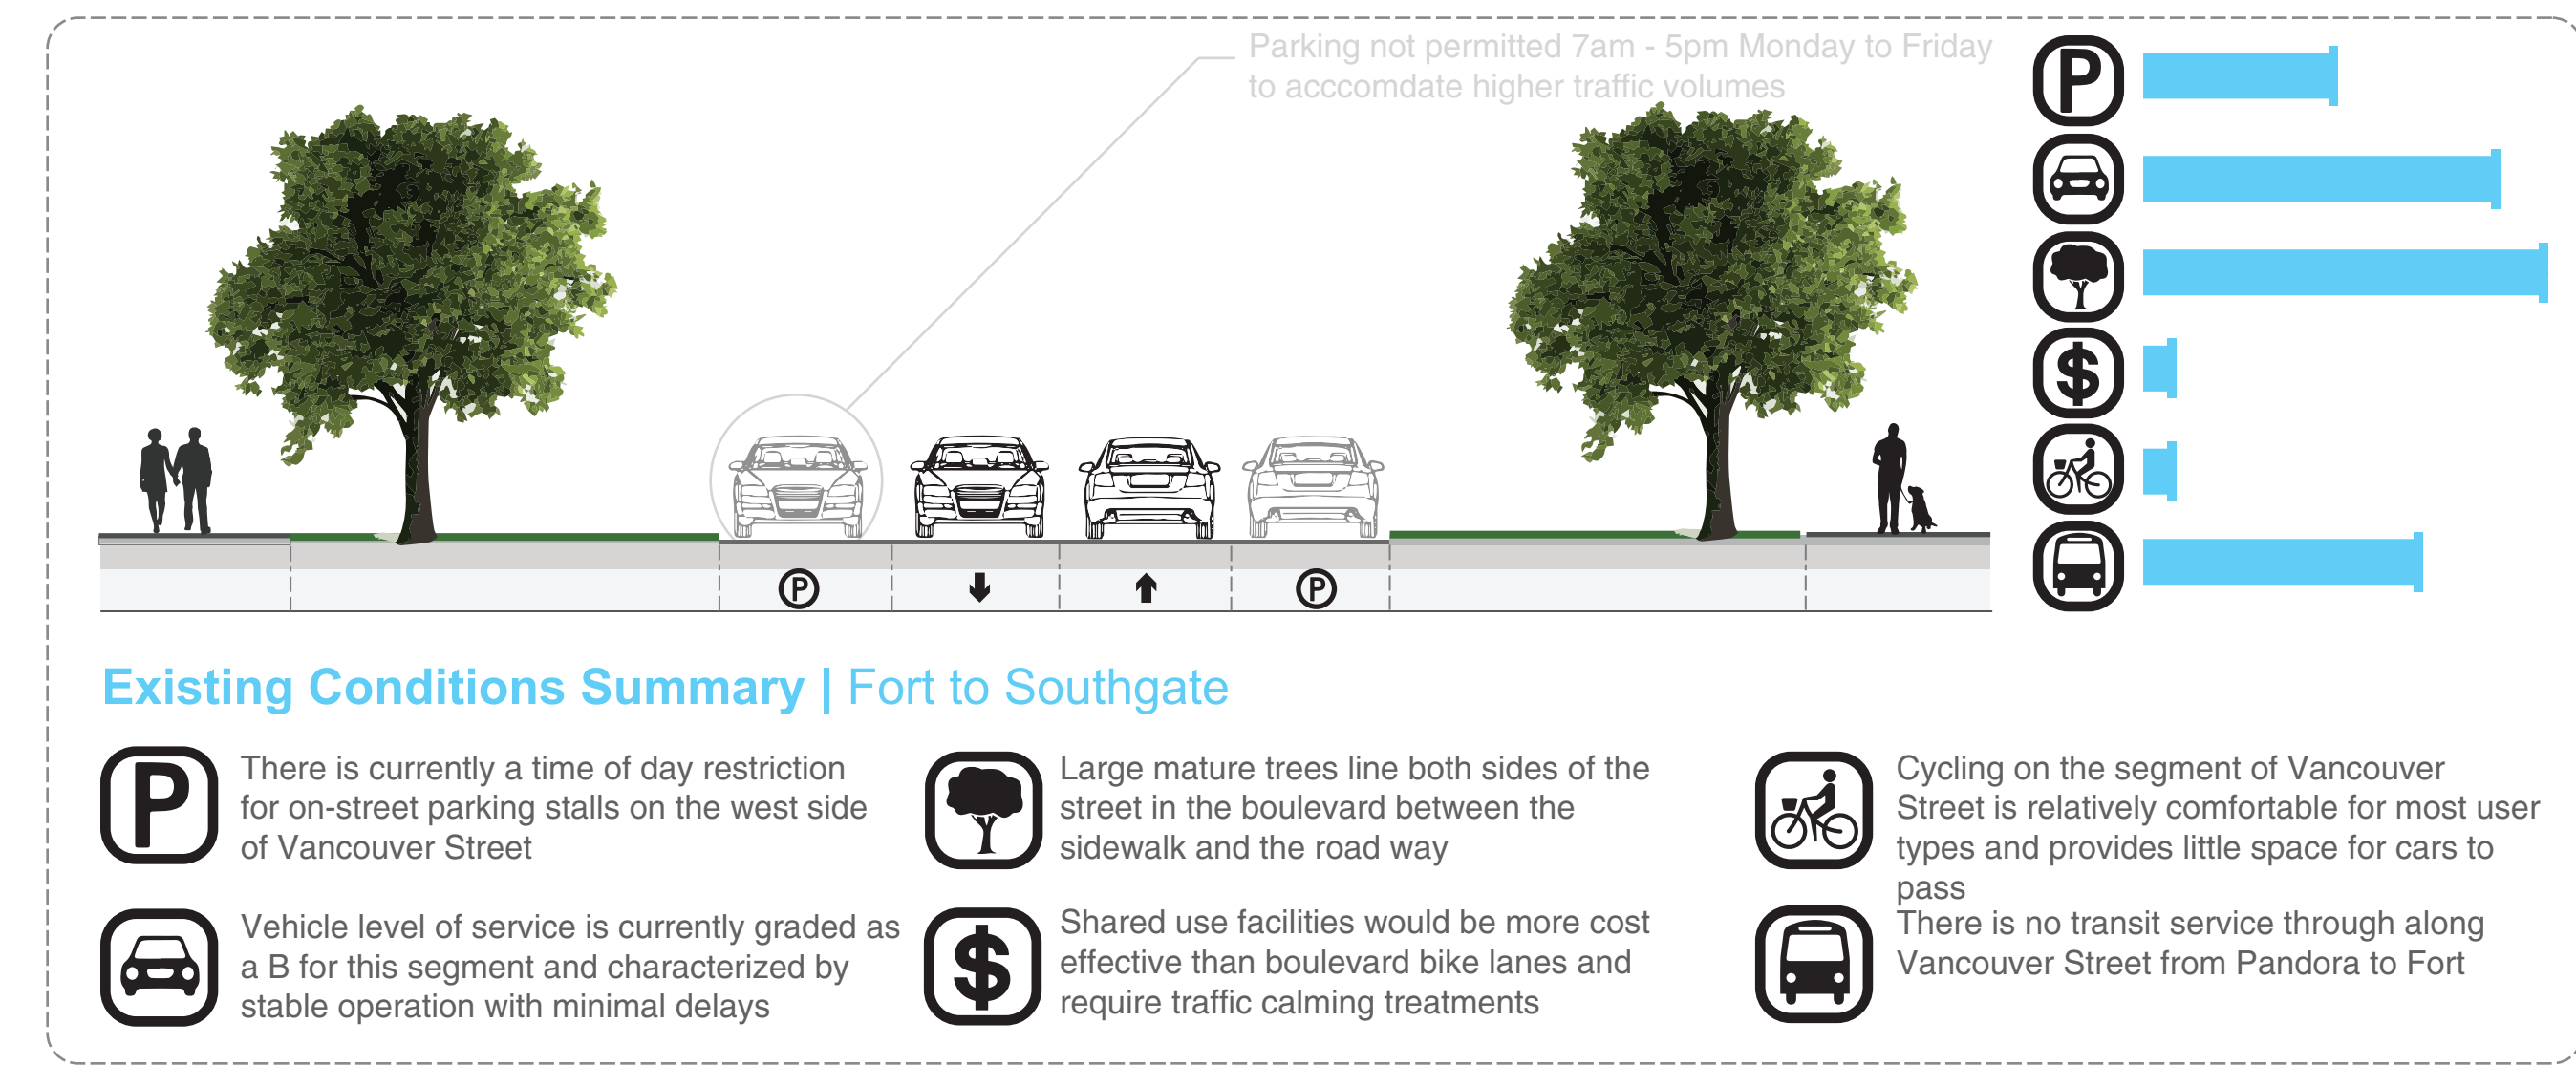 Parking not permitted 7am - 5pm Monday to Friday
to acccomdate higher traffic volumes
P
$
P
P
Existing Conditions Summary | Fort to Southgate
P
There is currently a time of day restriction
for on-street parking stalls on the west side
of Vancouver Street
Vehicle level of service is currently graded as
a B for this segment and characterized by
stable operation with minimal delays
Large mature trees line both sides of the
street in the boulevard between the
sidewalk and the road way
$
Shared use facilities would be more cost
effective than boulevard bike lanes and
require traffic calming treatments
Cycling on the segment of Vancouver
Street is relatively comfortable for most user
types and provides little space for cars to
pass
There is no transit service through along
Vancouver Street from Pandora to Fort